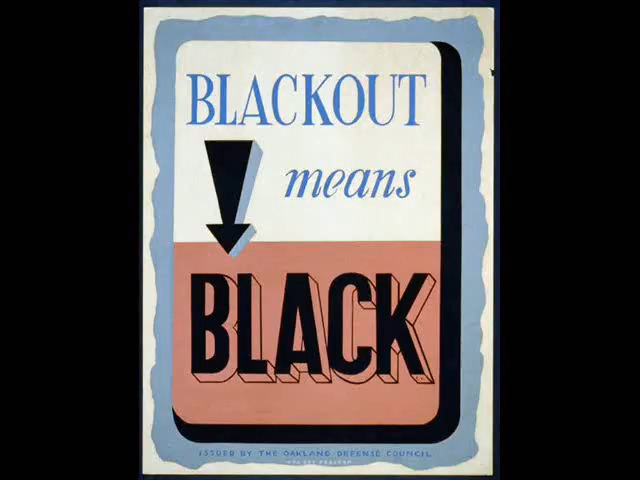 BLACKOUT
means
BLACK
ISSUED BY THE OAKLAND DEFENSE COUNCIL